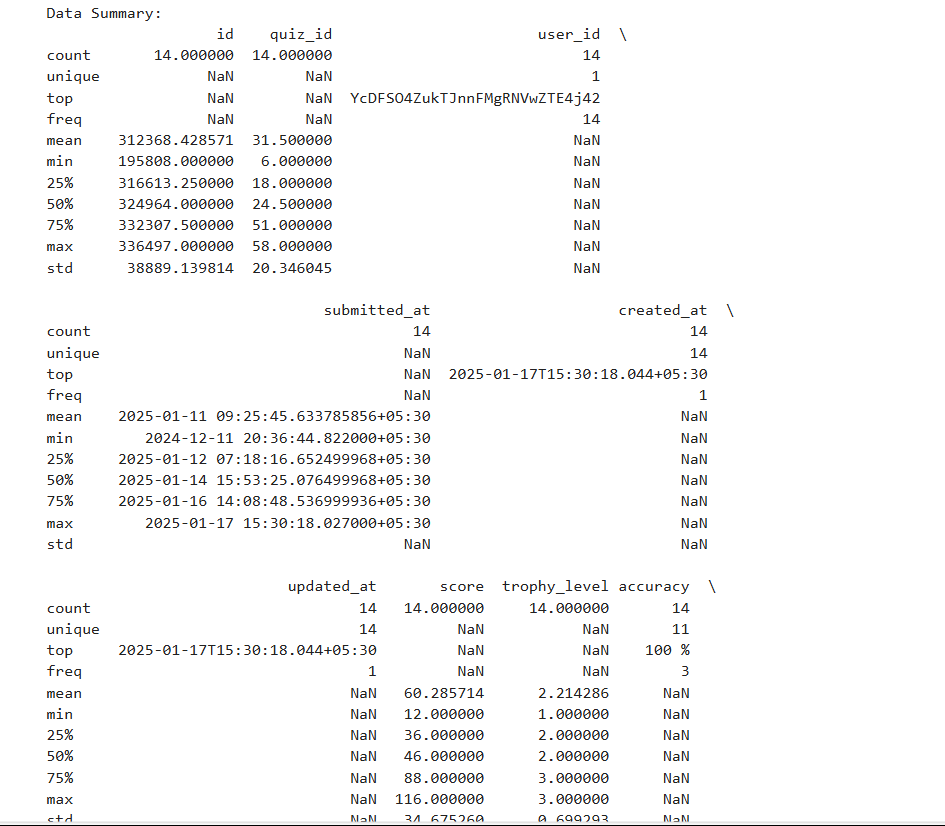 Data Summary:
id quiz_id user_id \
count 14.000000 14.000000 14
unique NaN NaN 1
top NaN NaN YcDFSO4ZukTJnnFMgRNVwZTE4j42
freq NaN NaN 14
mean 312368.428571 31.500000 NaN
min 195808.000000 6.000000 NaN
25% 316613.250000 18.000000 NaN
50% 324964.000000 24.500000 NaN
75% 332307.500000 51.000000 NaN
max 336497.000000 58.000000 NaN
std 38889.139814 20.346045 NaN
submitted_at created_at \
count 14 14
unique NaN 14
top NaN 2025-01-17T15:30:18.044+05:30
freq NaN 1
mean 2025-01-11 09:25:45.633785856+05:30 NaN
min 2024-12-11 20:36:44.822000+05:30 NaN
25% 2025-01-12 07:18:16.652499968+05:30 NaN
50% 2025-01-14 15:53:25.076499968+05:30 NaN
75% 2025-01-16 14:08:48.536999936+05:30 NaN
max 2025-01-17 15:30:18.027000+05:30 NaN
std NaN NaN
updated_at score trophy_level accuracy \
count 14 14.000000 14.000000 14
unique 14 NaN NaN 11
top 2025-01-17T15:30:18.044+05:30 NaN NaN 100 %
freq 1 NaN NaN 3
mean NaN 60.285714 2.214286 NaN
min NaN 12.000000 1.000000 NaN
25% NaN 36.000000 2.000000 NaN
50% NaN 46.000000 2.000000 NaN
75% NaN 88.000000 3.000000 NaN
max NaN 116.000000 3.000000 NaN
std NaN 34.675260 0.699293 NaN